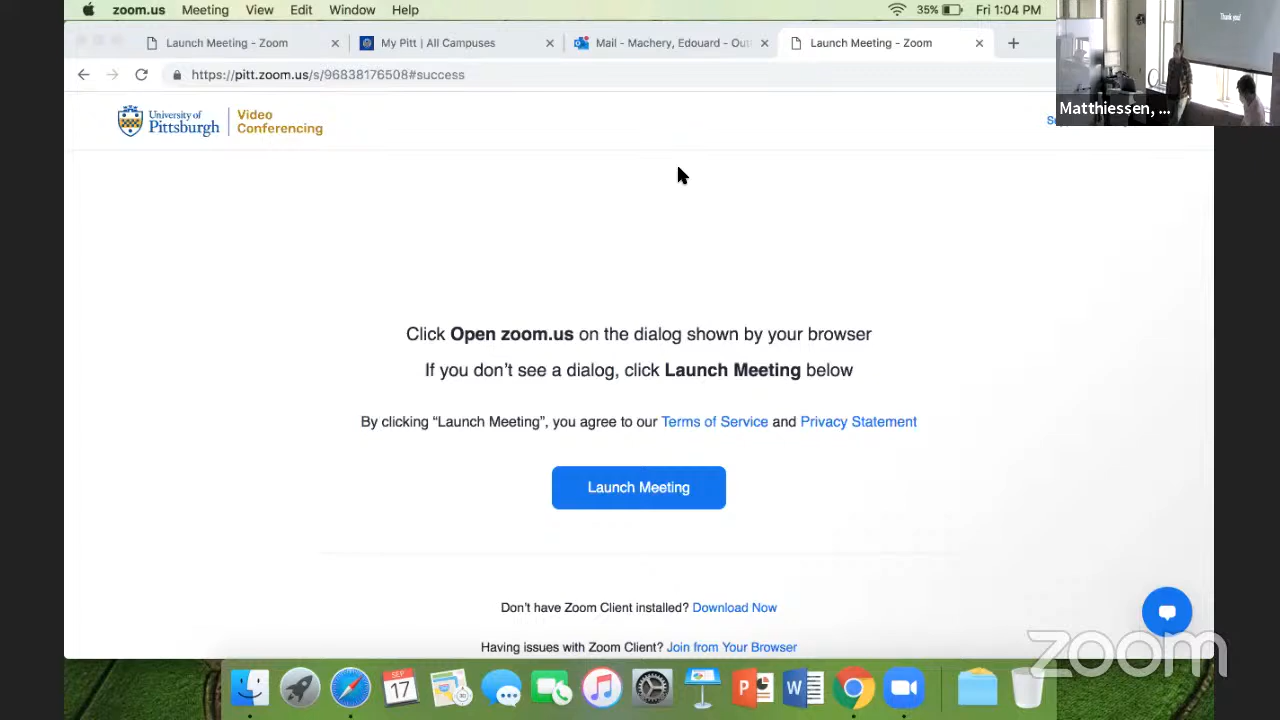 zoom.us Meeting View Edit Window Help 35% Fri 1:04 PM
Launch Meeting - Zoom My Pitt | All Campuses Mail - Machery, Edouard - Out Launch Meeting - Zoom
https://pitt.zoom.us/s/96838176508#success
Thank you!
Matthiessen, ...
University of Pittsburgh
Video Conferencing
Click Open zoom.us on the dialog shown by your browser
If you don't see a dialog, click Launch Meeting below
By clicking “Launch Meeting”, you agree to our Terms of Service and Privacy Statement
Launch Meeting
Don't have Zoom Client installed? Download Now
Having issues with Zoom Client? Join from Your Browser
zoom
SEP
17